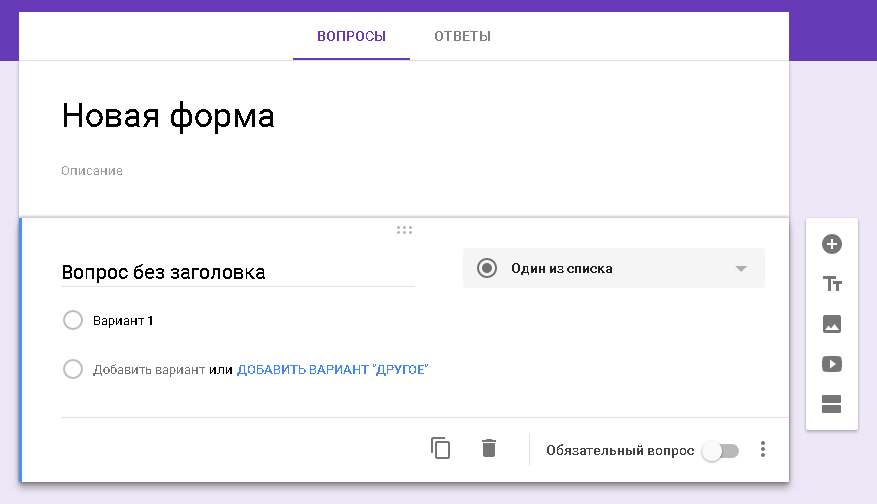 ВОПРОСЫ ОТВЕТЫ
Новая форма
Описание
Вопрос без заголовка
Один из списка
Вариант 1
Добавить вариант или ДОБАВИТЬ ВАРИАНТ "ДРУГОЕ"
Обязательный вопрос